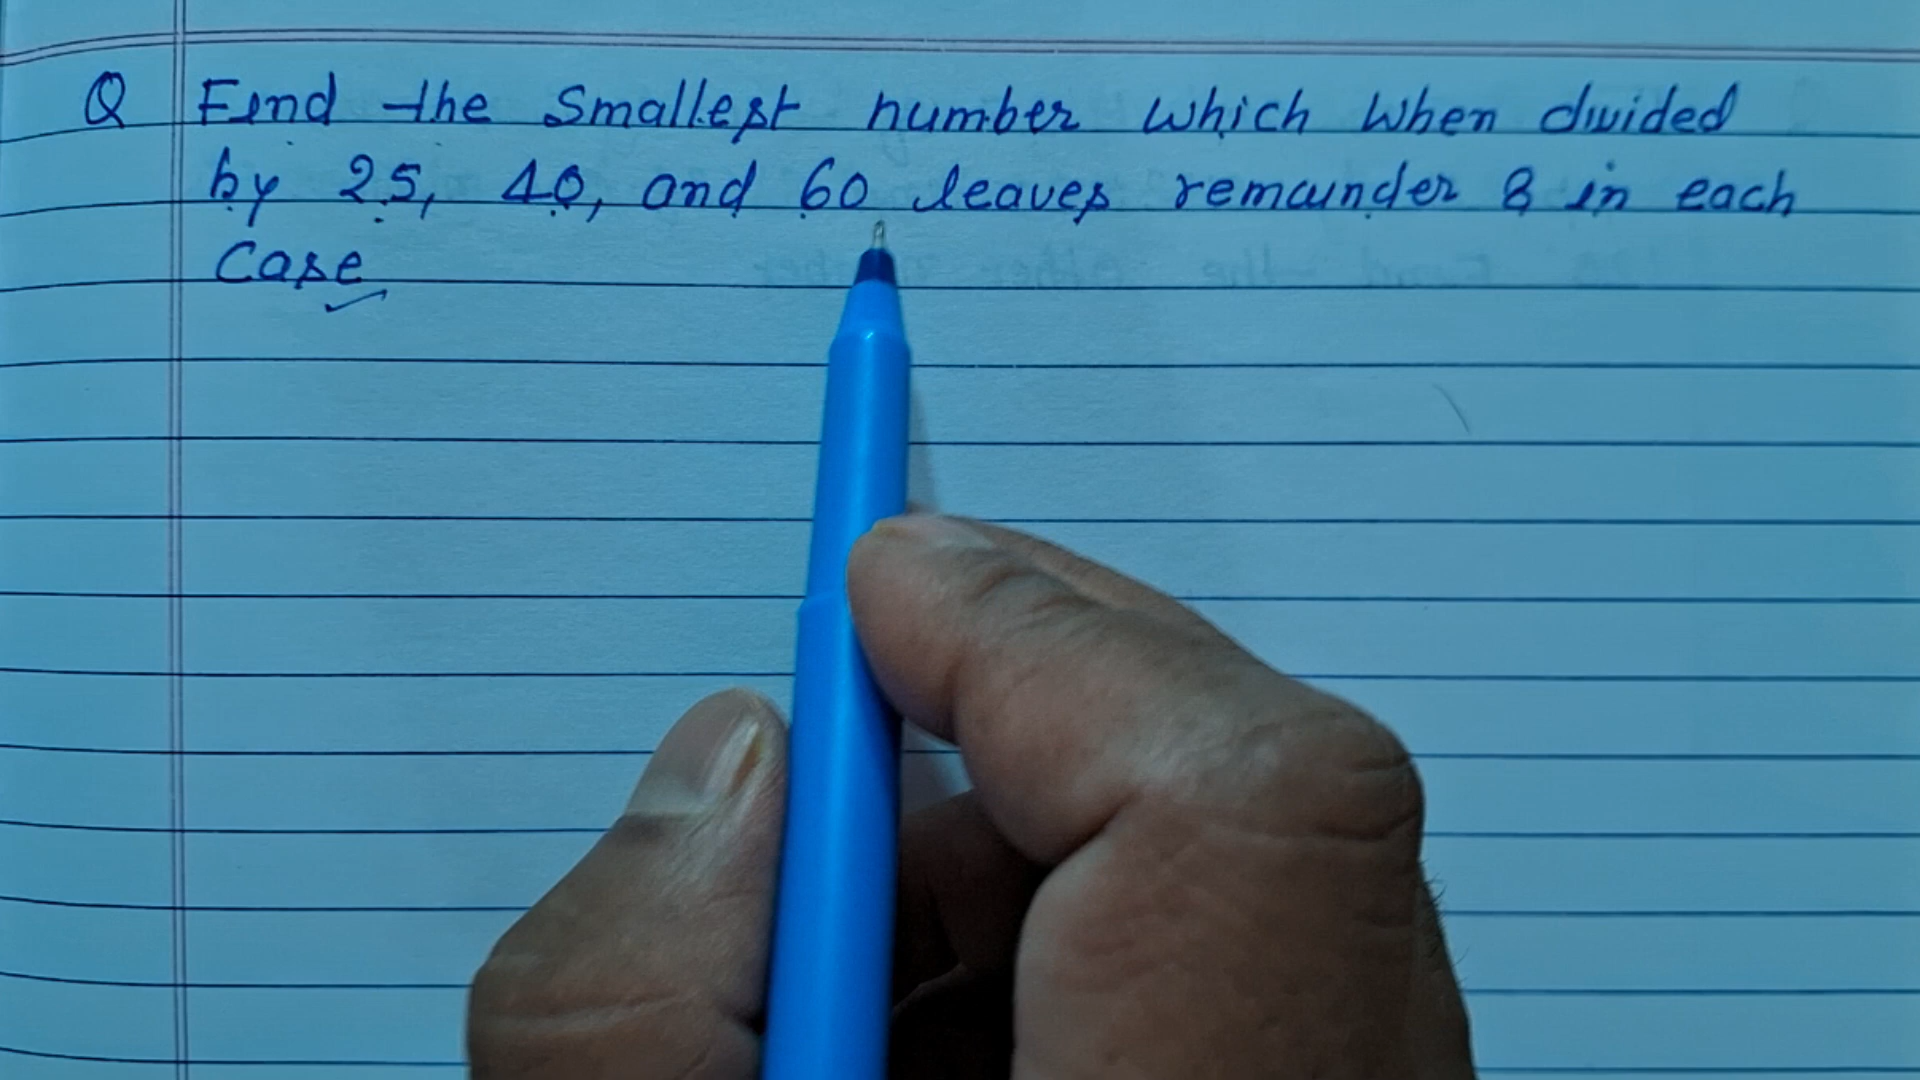 Q Find the smallest number which when divided
by 25, 40, and 60 leaves remainder 8 in each
case